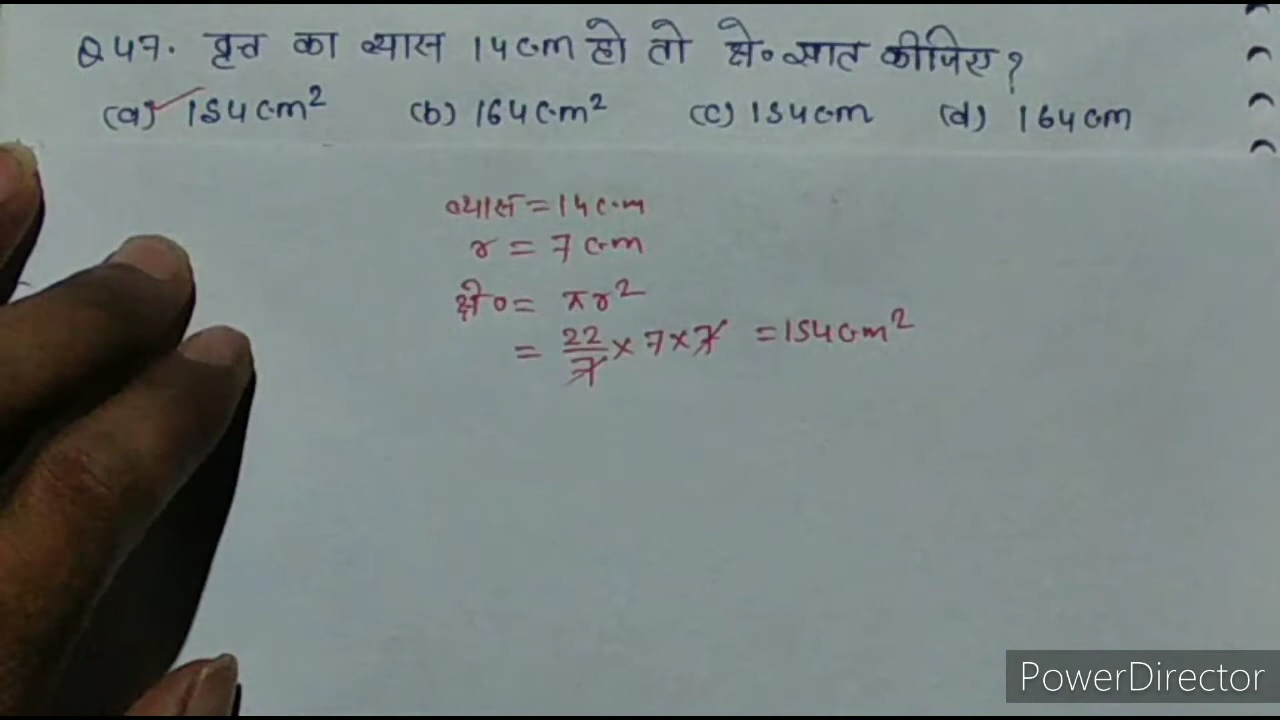 Q47. वृत्त का व्यास 14cm हो तो क्षे० ज्ञात कीजिए?
(a) 154cm² (b) 164cm² (c) 154cm (d) 164cm
व्यास = 14cm
r = 7cm
क्षे० = πr²
= 22/7 × 7 × 7 = 154cm²
PowerDirector